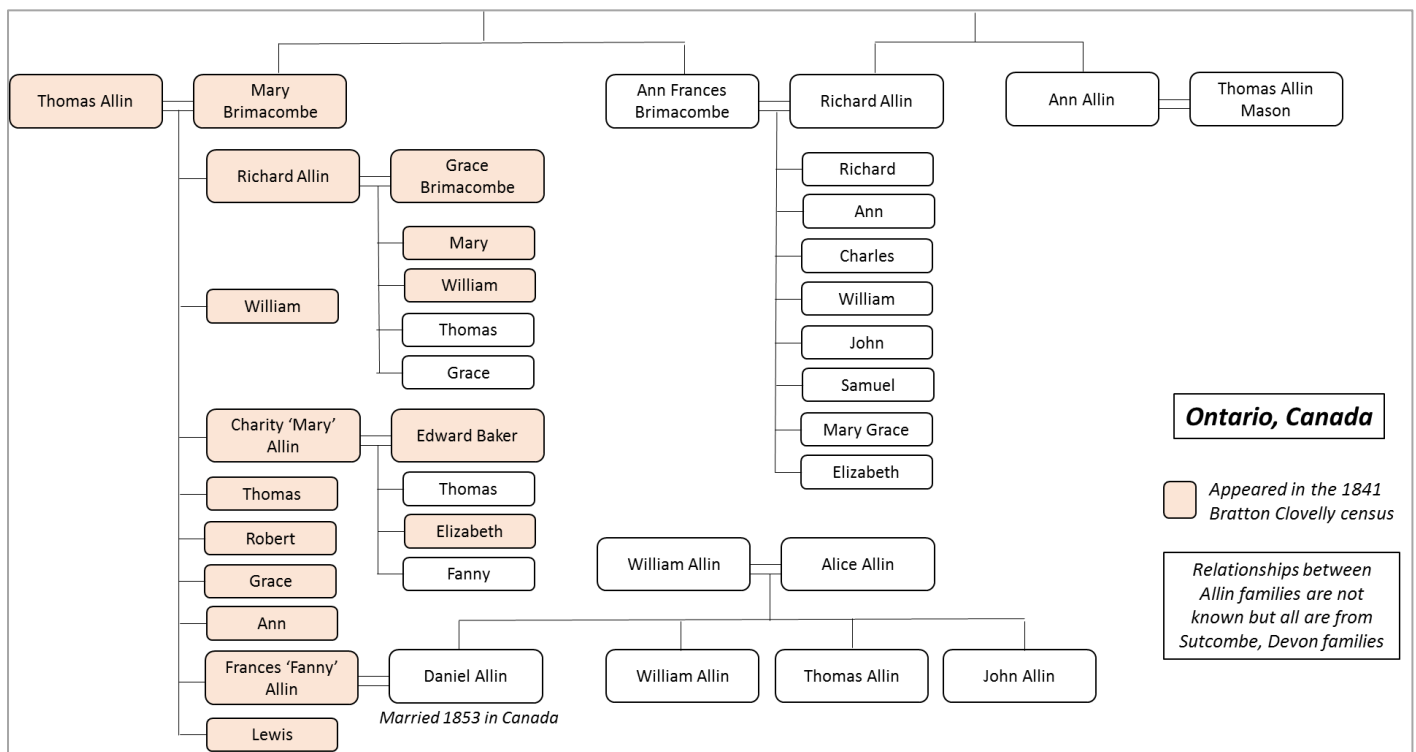 Thomas Allin
Mary
Brimacombe
Ann Frances
Brimacombe
Richard Allin
Ann Allin
Thomas Allin
Mason
Richard Allin
Grace
Brimacombe
Mary
William
Thomas
Grace
William
Charity ‘Mary’
Allin
Edward Baker
Thomas
Elizabeth
Fanny
Thomas
Robert
Grace
Ann
Frances ‘Fanny’
Allin
Daniel Allin
Married 1853 in Canada
Lewis
Richard
Ann
Charles
William
John
Samuel
Mary Grace
Elizabeth
William Allin
Alice Allin
William Allin
Thomas Allin
John Allin
Ontario, Canada
Appeared in the 1841
Bratton Clovelly census
Relationships between
Allin families are not
known but all are from
Sutcombe, Devon families